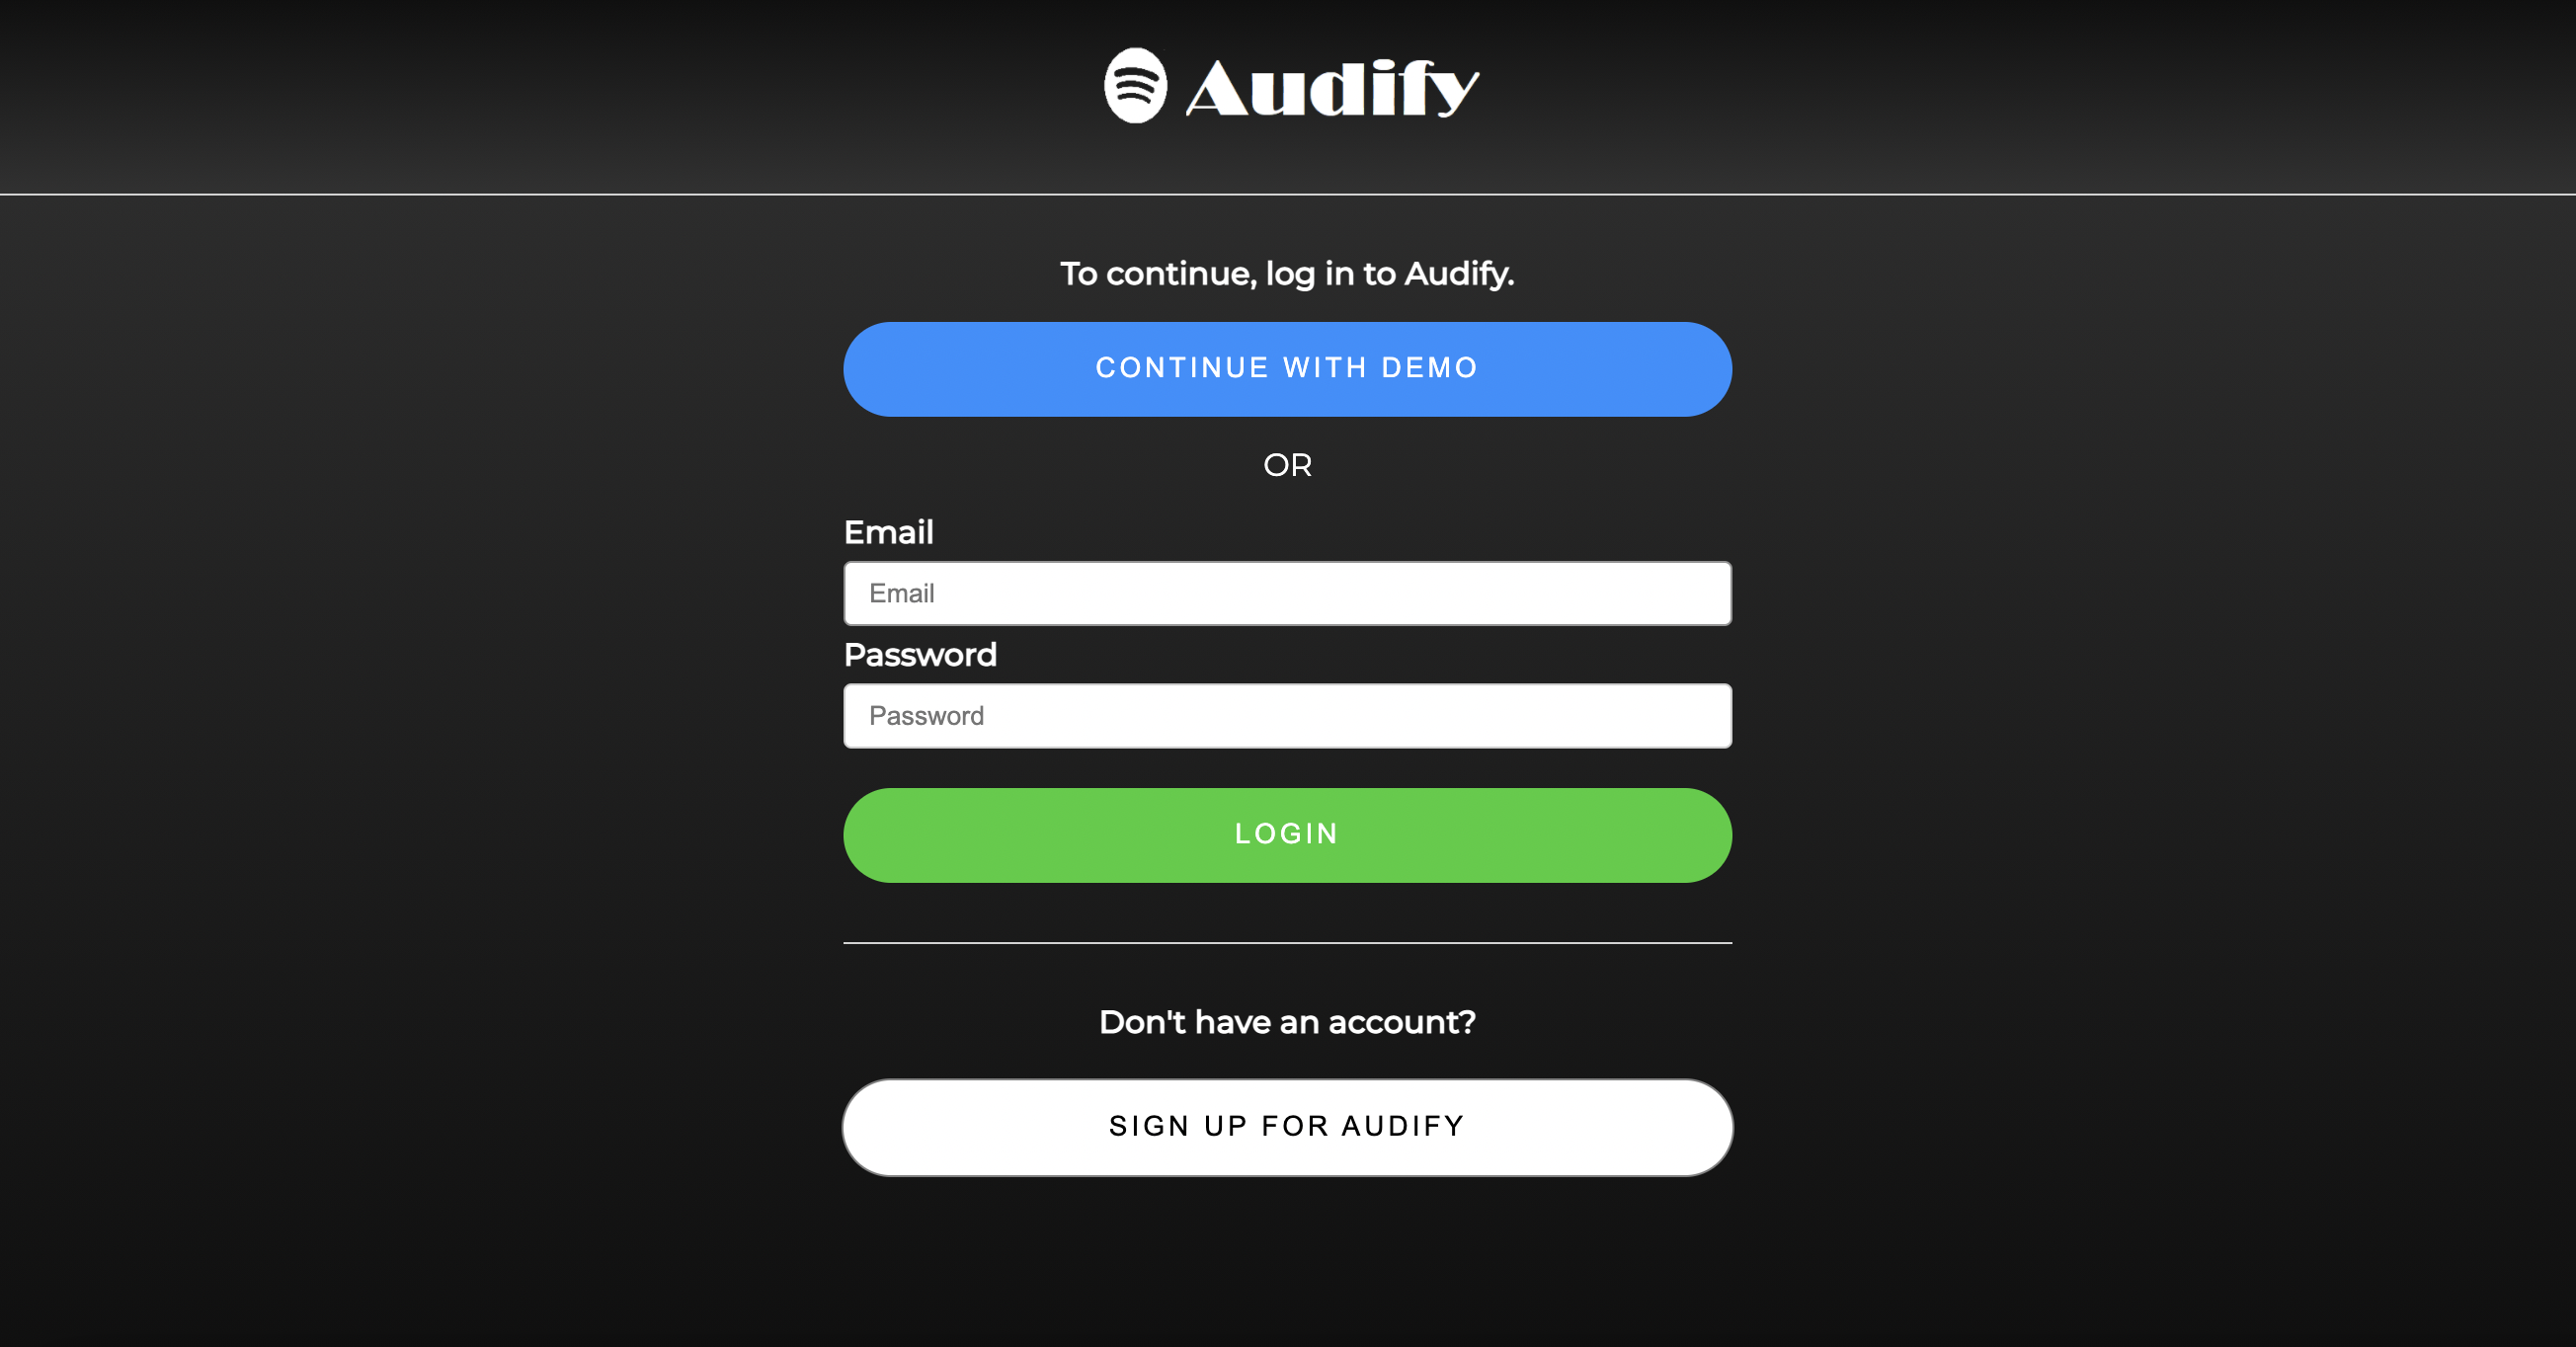 Audify
To continue, log in to Audify.
CONTINUE WITH DEMO
OR
Email
Email
Password
Password
LOGIN
Don't have an account?
SIGN UP FOR AUDIFY